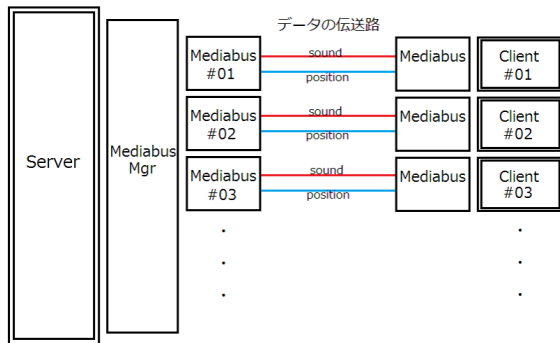 データの伝送路
Server
Mediabus
Mgr
Mediabus
#01
sound
position
Mediabus
Client
#01
Mediabus
#02
sound
position
Mediabus
Client
#02
Mediabus
#03
sound
position
Mediabus
Client
#03